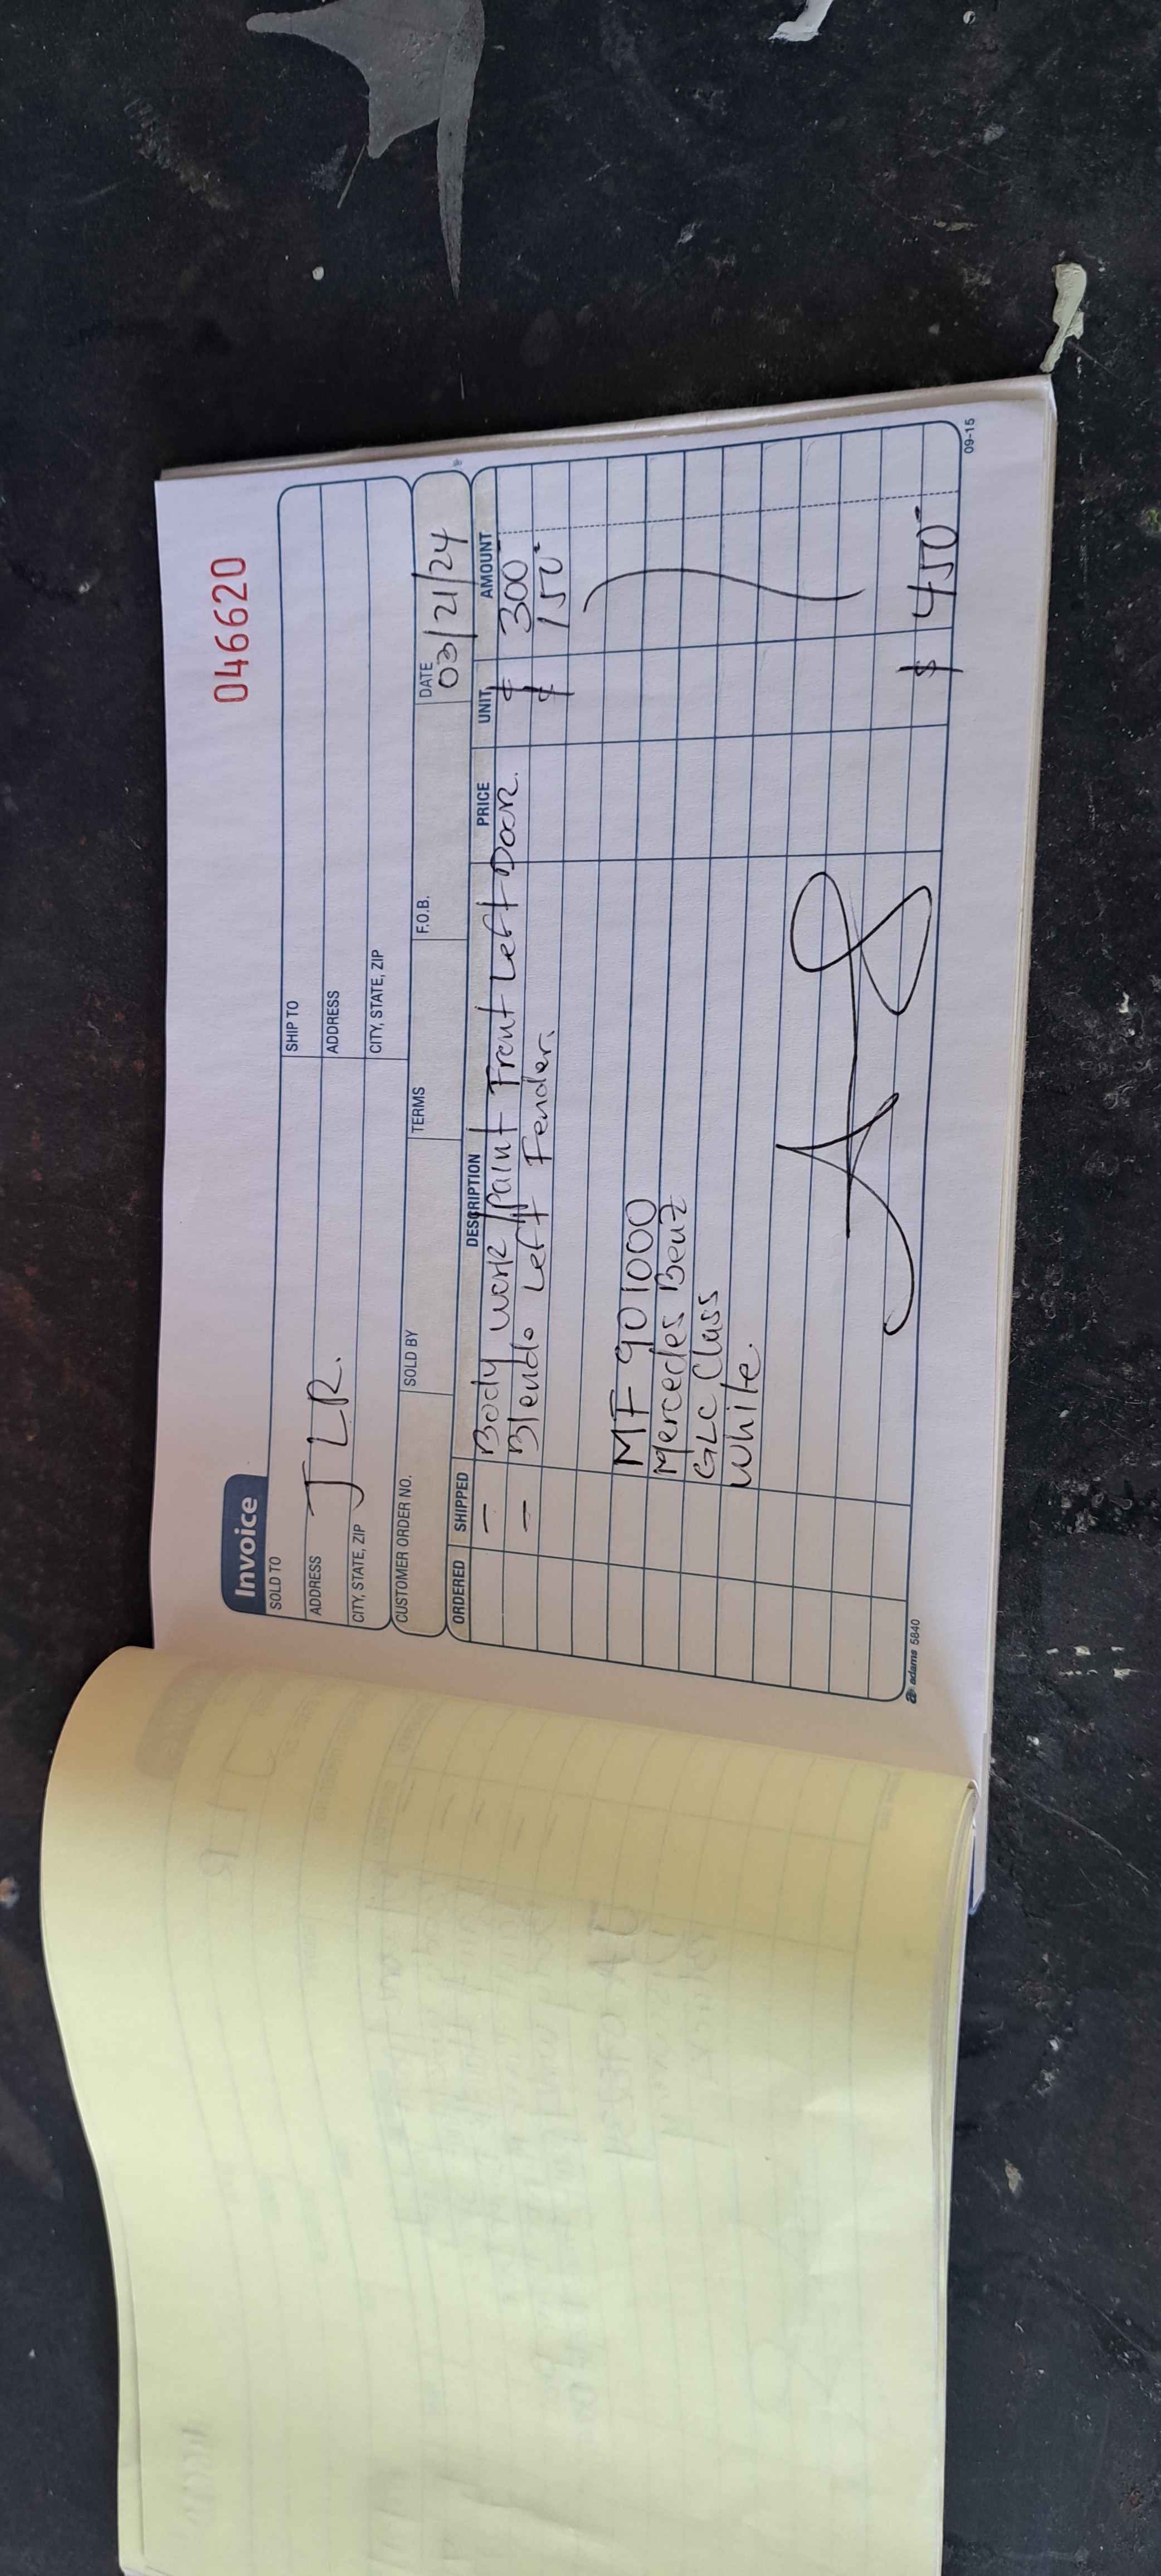 046620
Invoice
SOLD TO
SHIP TO
ADDRESS
ADDRESS
JLR.
CITY, STATE, ZIP
CITY, STATE, ZIP
CUSTOMER ORDER NO. SOLD BY TERMS F.O.B. DATE
03/21/24
ORDERED SHIPPED DESCRIPTION PRICE UNIT AMOUNT
- Body work/Paint Front Left Door. $ 300
- Blendo Left Fender. $ 150
MF 901000
Mercedes Benz
GLC Class
White.
$ 450
adams 5840
09-15